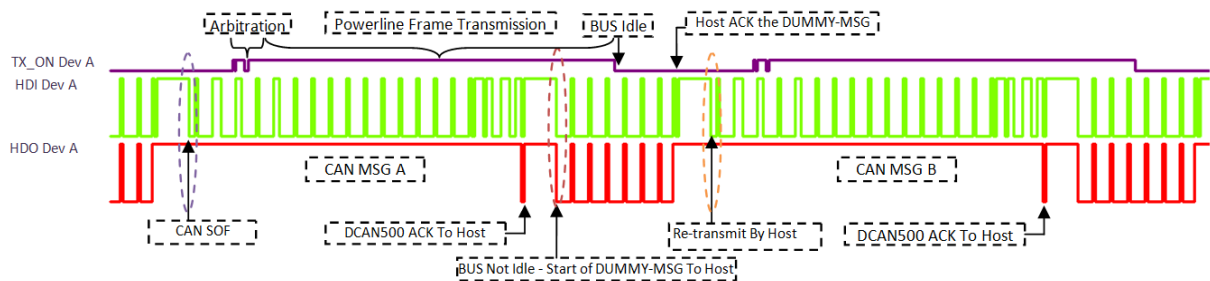 Arbitration
Powerline Frame Transmission
BUS Idle
Host ACK the DUMMY-MSG
TX_ON Dev A
HDI Dev A
HDO Dev A
CAN MSG A
CAN MSG B
CAN SOF
DCAN500 ACK To Host
Re-transmit By Host
DCAN500 ACK To Host
BUS Not Idle - Start of DUMMY-MSG To Host